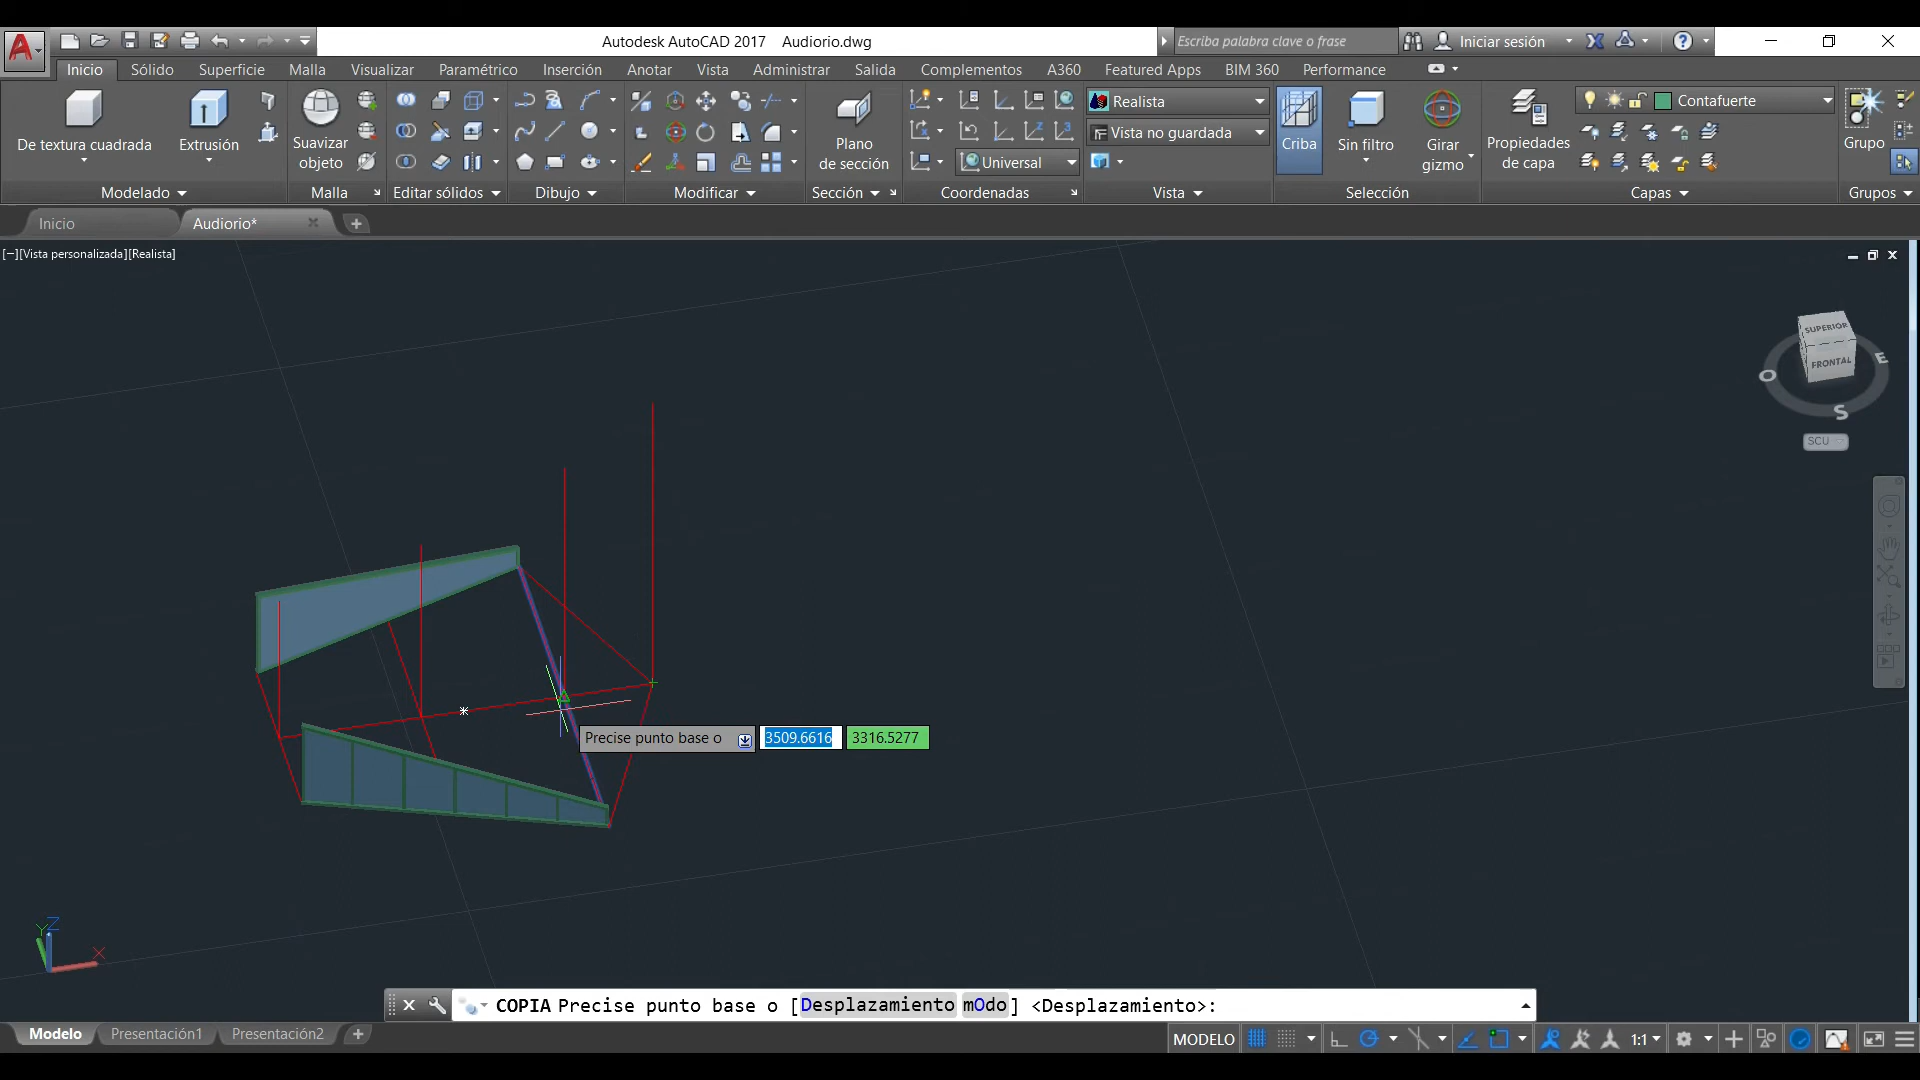 Autodesk AutoCAD 2017 Audiorio.dwg
Escriba palabra clave o frase
Iniciar sesión
Inicio Sólido Superficie Malla Visualizar Paramétrico Inserción Anotar Vista Administrar Salida Complementos A360 Featured Apps BIM 360 Performance
De textura cuadrada
Extrusión
Modelado
Suavizar
objeto
Malla
Editar sólidos
Dibujo
Modificar
Plano
de sección
Sección
Universal
Coordenadas
Realista
Vista no guardada
Vista
Criba
Sin filtro
Girar
gizmo
Selección
Propiedades
de capa
Contafuerte
Capas
Grupo
Grupos
Inicio
Audiorio*
[−][Vista personalizada][Realista]
SUPERIOR
FRONTAL
O
E
S
SCU
Precise punto base o 3509.6616 3316.5277
Y
Z
X
COPIA Precise punto base o [Desplazamiento mOdo] <Desplazamiento>:
Modelo Presentación1 Presentación2
MODELO
1:1